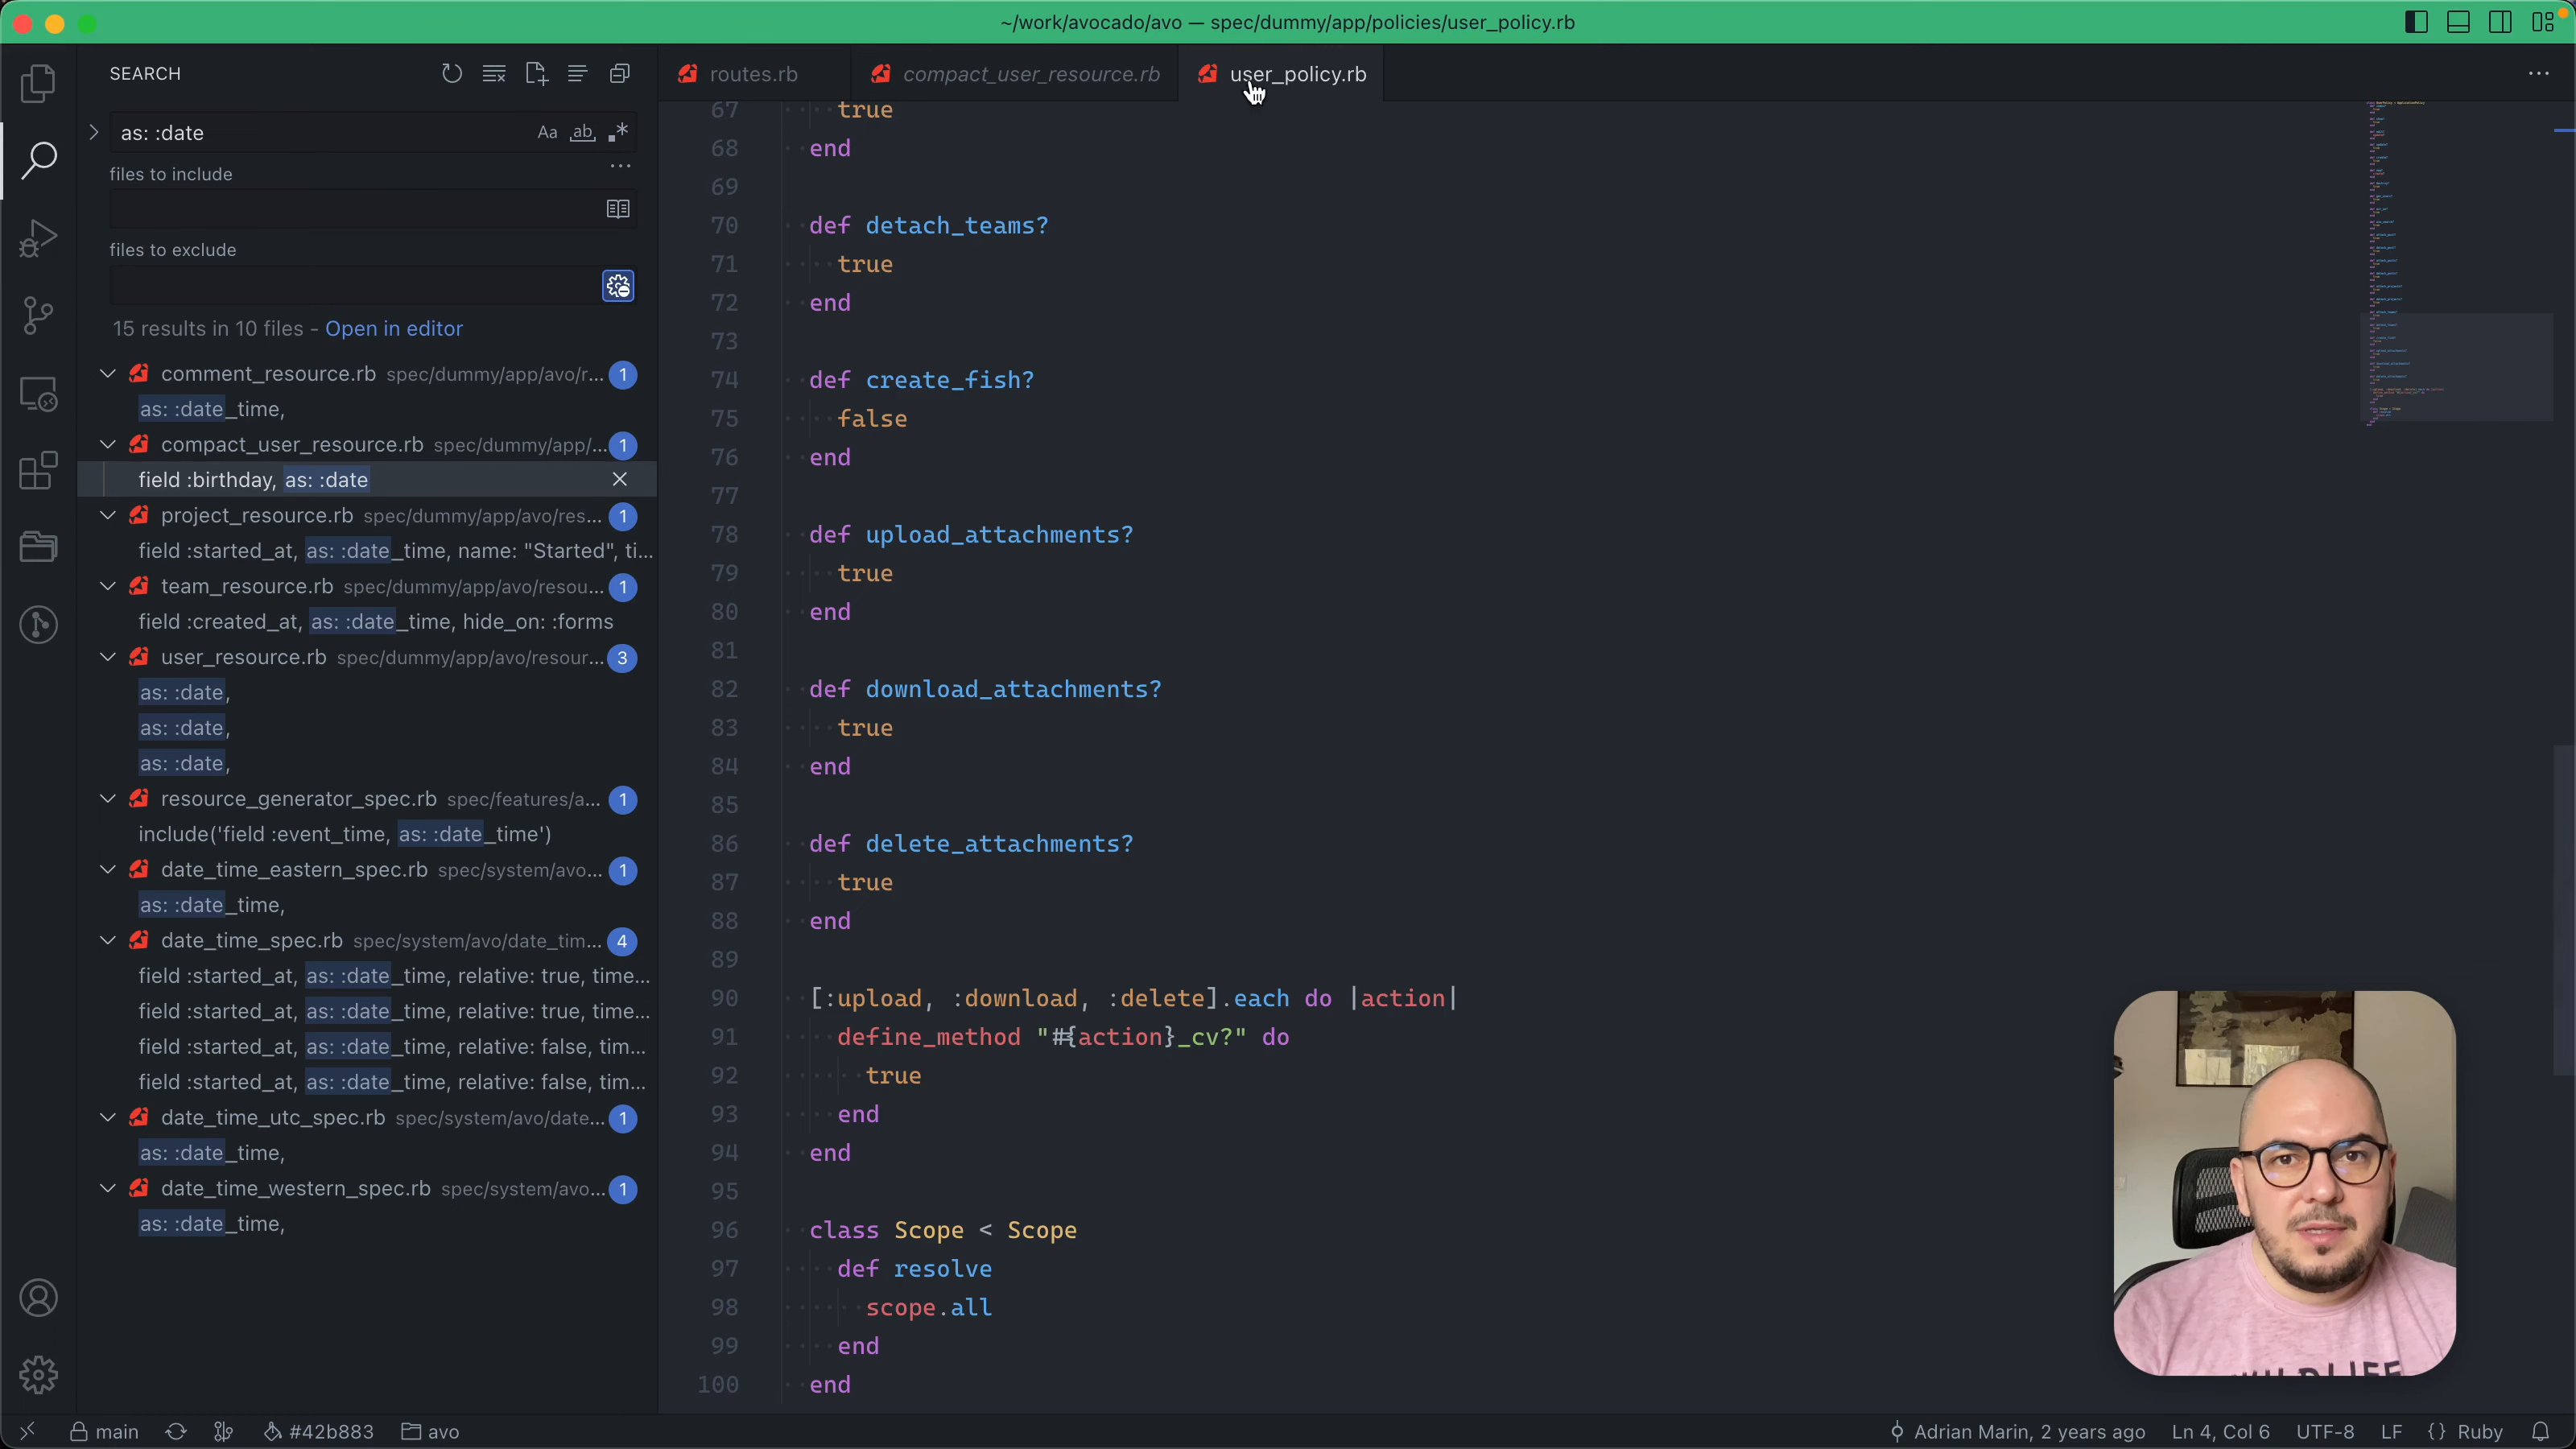 ~/work/avocado/avo — spec/dummy/app/policies/user_policy.rb
SEARCH
as: :date
Aa
ab
files to include
files to exclude
15 results in 10 files - Open in editor
comment_resource.rb spec/dummy/app/avo/r... 1
as: :date_time,
compact_user_resource.rb spec/dummy/app/... 1
field :birthday, as: :date
project_resource.rb spec/dummy/app/avo/res... 1
field :started_at, as: :date_time, name: "Started", ti...
team_resource.rb spec/dummy/app/avo/resou... 1
field :created_at, as: :date_time, hide_on: :forms
user_resource.rb spec/dummy/app/avo/resour... 3
as: :date,
as: :date,
as: :date,
resource_generator_spec.rb spec/features/a... 1
include('field :event_time, as: :date_time')
date_time_eastern_spec.rb spec/system/avo... 1
as: :date_time,
date_time_spec.rb spec/system/avo/date_tim... 4
field :started_at, as: :date_time, relative: true, time...
field :started_at, as: :date_time, relative: true, time...
field :started_at, as: :date_time, relative: false, tim...
field :started_at, as: :date_time, relative: false, tim...
date_time_utc_spec.rb spec/system/avo/date... 1
as: :date_time,
date_time_western_spec.rb spec/system/avo... 1
as: :date_time,
routes.rb
compact_user_resource.rb
user_policy.rb
67 true
68 end
69
70 def detach_teams?
71 true
72 end
73
74 def create_fish?
75 false
76 end
77
78 def upload_attachments?
79 true
80 end
81
82 def download_attachments?
83 true
84 end
85
86 def delete_attachments?
87 true
88 end
89
90 [:upload, :download, :delete].each do |action|
91 define_method "#{action}_cv?" do
92 true
93 end
94 end
95
96 class Scope < Scope
97 def resolve
98 scope.all
99 end
100 end
main
#42b883
avo
Adrian Marin, 2 years ago
Ln 4, Col 6
UTF-8
LF
{} Ruby